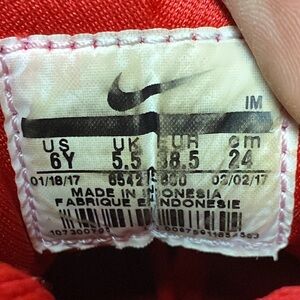 IM
US UK EUR cm
6Y 5.5 38.5 24
01/18/17 03/02/17
MADE IN INDONESIA
FABRIQUE EN INDONESIE